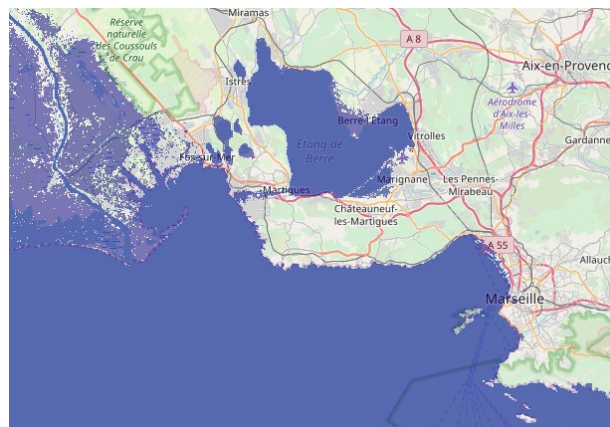 Miramas
Réserve
naturelle
des Coussouls
de Crau
A 8
Aix-en-Provence
Istres
Aérodrome
d'Aix-les
Milles
Berre-l'Étang
Étang de
Berre
Vitrolles
Gardanne
Fos-sur-Mer
Marignane
Les Pennes-
Mirabeau
Martigues
Châteauneuf-
les-Martigues
A 55
Allauch
Marseille